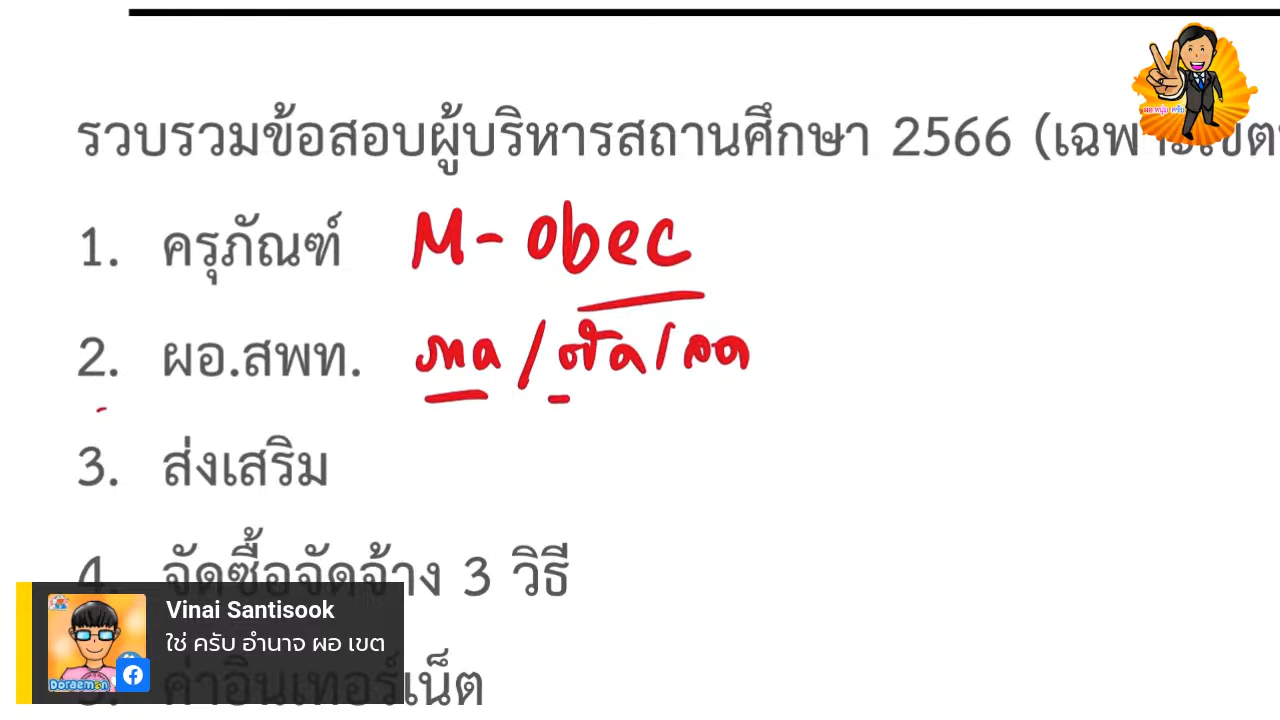 รวบรวมข้อสอบผู้บริหารสถานศึกษา 2566 (เฉพาะเขต
1. ครุภัณฑ์ M-obec
2. ผอ.สพท.
3. ส่งเสริม
4. จัดซื้อจัดจ้าง 3 วิธี
Vinai Santisook
ใช่ ครับ อำนาจ ผอ เขต
Doraemon
5. ค่าอินเทอร์เน็ต